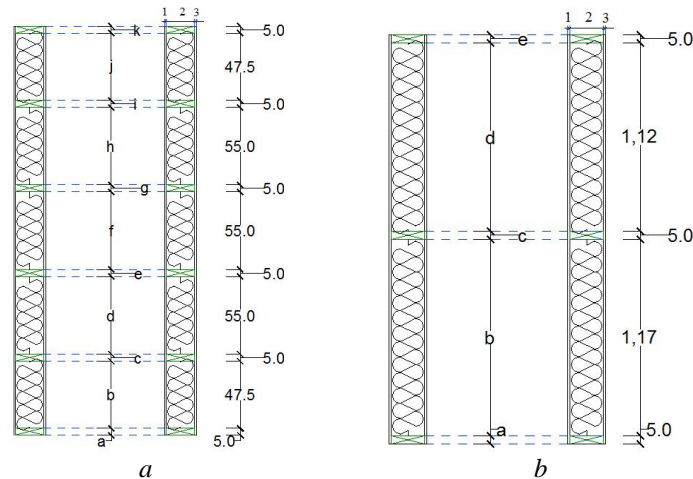 1 2 3
k 5.0
j 47.5
i 5.0
h 55.0
g 5.0
f 55.0
e 5.0
d 55.0
c 5.0
b 47.5
a 5.0
a
1 2 3
e 5.0
d 1,12
c 5.0
b 1,17
a 5.0
b